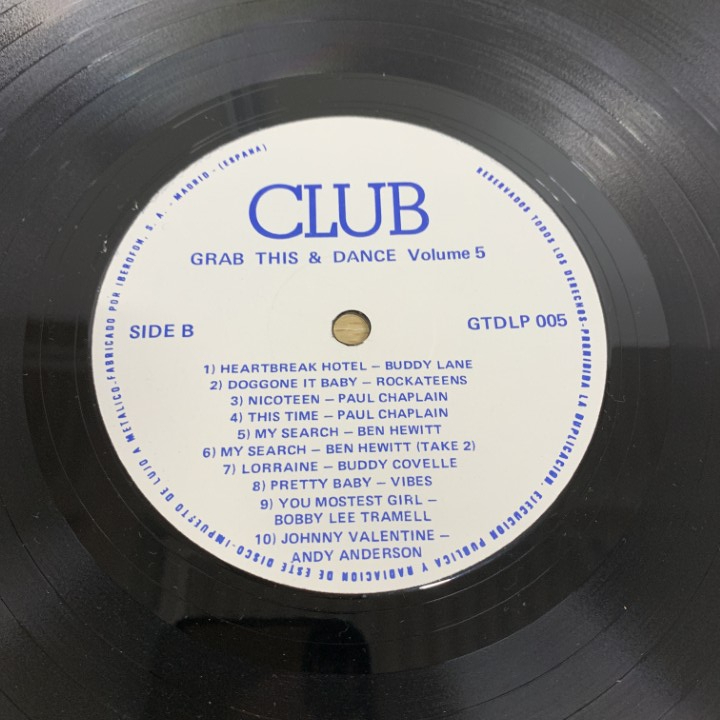 CLUB
GRAB THIS & DANCE Volume 5
SIDE B
GTDLP 005
1) HEARTBREAK HOTEL – BUDDY LANE
2) DOGGONE IT BABY – ROCKATEENS
3) NICOTEEN – PAUL CHAPLAIN
4) THIS TIME – PAUL CHAPLAIN
5) MY SEARCH – BEN HEWITT
6) MY SEARCH – BEN HEWITT (TAKE 2)
7) LORRAINE – BUDDY COVELLE
8) PRETTY BABY – VIBES
9) YOU MOSTEST GIRL –
BOBBY LEE TRAMELL
10) JOHNNY VALENTINE –
ANDY ANDERSON
RESERVADOS TODOS LOS DERECHOS-PROHIBIDA LA DUPLICACION, EJECUCION PUBLICA Y RADIACION DE ESTE DISCO-IMPUESTO DE LUJO A METALICO-FABRICADO POR IBEROFON, S. A. - MADRID - (ESPAÑA)